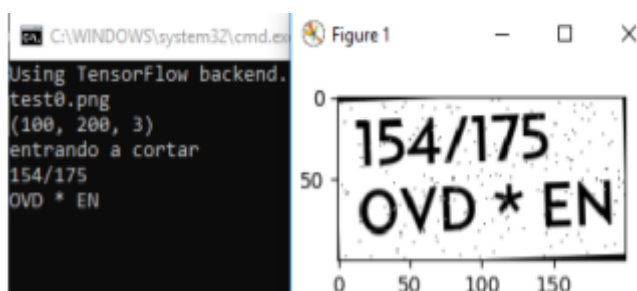 C:\WINDOWS\system32\cmd.exe
Using TensorFlow backend.
test0.png
(100, 200, 3)
entrando a cortar
154/175
OVD * EN
Figure 1
0
50
154/175
OVD * EN
0 50 100 150